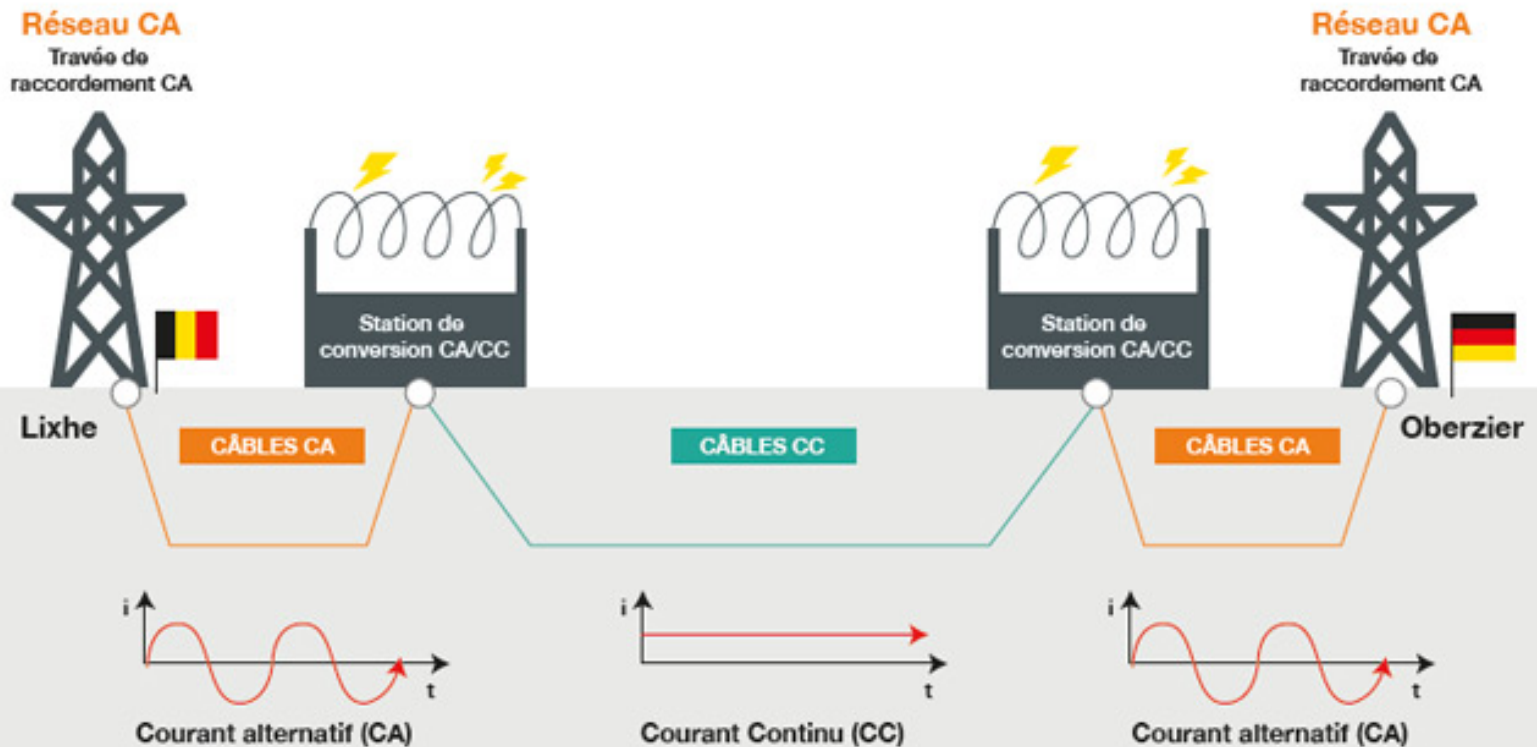 Réseau CA
Travée de
raccordement CA
Réseau CA
Travée de
raccordement CA
Station de
conversion CA/CC
Station de
conversion CA/CC
Lixhe
Oberzier
CÂBLES CA
CÂBLES CC
CÂBLES CA
i
t
i
t
i
t
Courant alternatif (CA)
Courant Continu (CC)
Courant alternatif (CA)